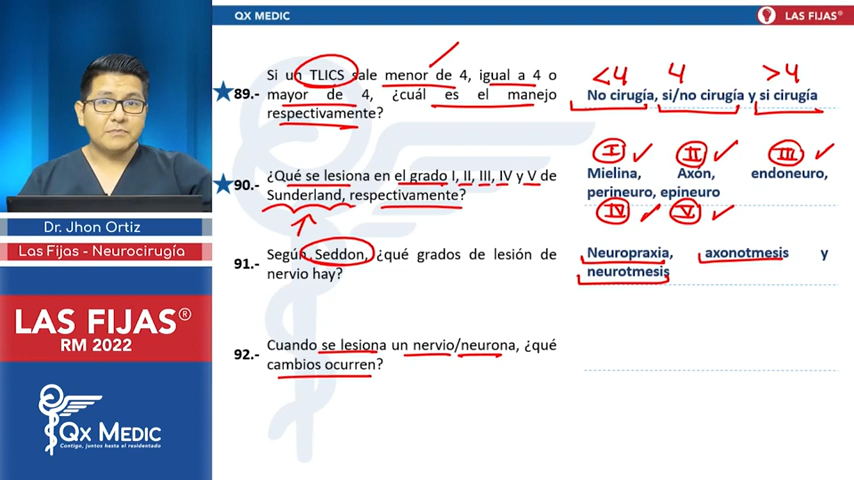 QX MEDIC
LAS FIJAS®
Si un TLICS sale menor de 4, igual a 4 o
89.- mayor de 4, ¿cuál es el manejo
respectivamente?
<4 4 >4
No cirugía, si/no cirugía y si cirugía
¿Qué se lesiona en el grado I, II, III, IV y V de
90.- Sunderland, respectivamente?
I II III
Mielina, Axón, endoneuro,
perineuro, epineuro
IV V
Según Seddon, ¿qué grados de lesión de
91.- nervio hay?
Neuropraxia, axonotmesis y
neurotmesis
Cuando se lesiona un nervio/neurona, ¿qué
92.- cambios ocurren?
Dr. Jhon Ortiz
Las Fijas - Neurocirugía
LAS FIJAS®
RM 2022
QX MEDIC
Contigo, juntos hasta el residentado